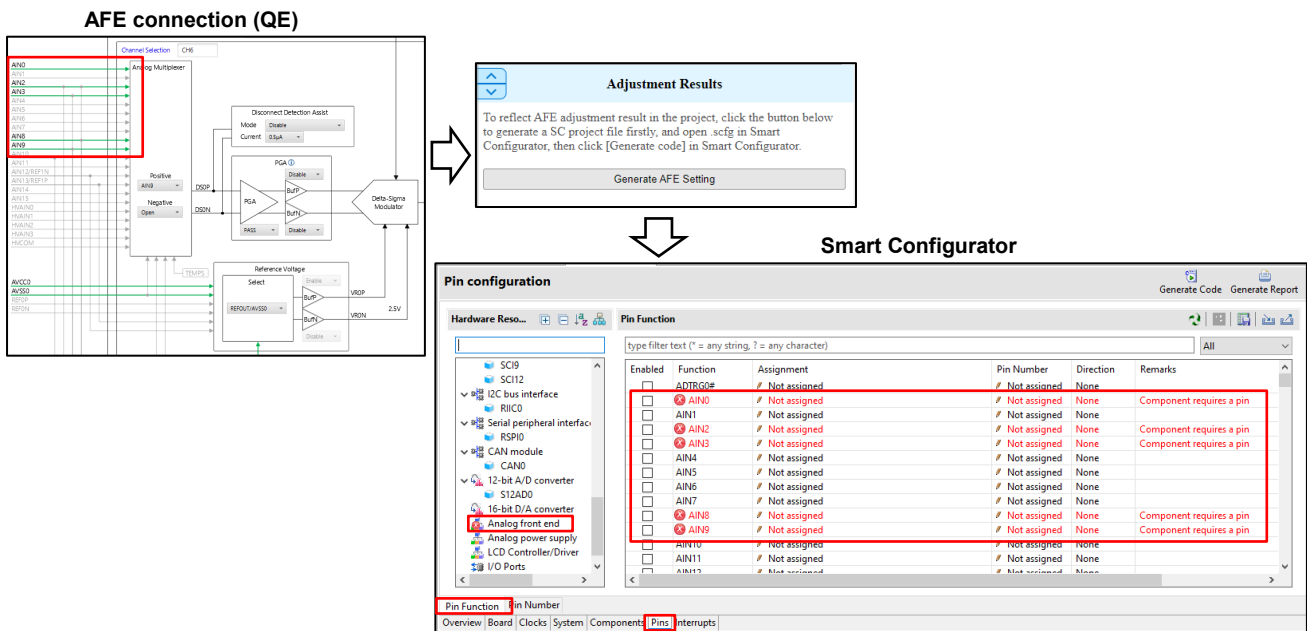 AFE connection (QE)
Channel Selection CH6
AIN0
AIN1
AIN2
AIN3
AIN4
AIN5
AIN6
AIN7
AIN8
AIN9
AIN10
AIN11
AIN12/REF1N
AIN13/REF1P
AIN14
AIN15
HVAIN0
HVAIN1
HVAIN2
HVAIN3
HVCOM
AVCC0
AVSS0
REF0P
REF0N
Analog Multiplexer
Positive
AIN9
Negative
Open
TEMPS
DS0P
DS0N
Disconnect Detection Assist
Mode Disable
Current 0.5μA
PGA
Disable
BufP
PGA
BufN
PASS Disable
Delta-Sigma
Modulator
Reference Voltage
Select Enable
BufP VR0P
REFOUT/AVSS0 2.5V
BufN VR0N
Disable
Adjustment Results
To reflect AFE adjustment result in the project, click the button below
to generate a SC project file firstly, and open .scfg in Smart
Configurator, then click [Generate code] in Smart Configurator.
Generate AFE Setting
Smart Configurator
Pin configuration
Generate Code Generate Report
Hardware Reso...
SCI9
SCI12
I2C bus interface
RIIC0
Serial peripheral interfac
RSPI0
CAN module
CAN0
12-bit A/D converter
S12AD0
16-bit D/A converter
Analog front end
Analog power supply
LCD Controller/Driver
I/O Ports
Pin Function
type filter text (* = any string, ? = any character) All
Enabled Function Assignment Pin Number Direction Remarks
ADTRG0# Not assigned Not assigned None
AIN0 Not assigned Not assigned None Component requires a pin
AIN1 Not assigned Not assigned None
AIN2 Not assigned Not assigned None Component requires a pin
AIN3 Not assigned Not assigned None Component requires a pin
AIN4 Not assigned Not assigned None
AIN5 Not assigned Not assigned None
AIN6 Not assigned Not assigned None
AIN7 Not assigned Not assigned None
AIN8 Not assigned Not assigned None Component requires a pin
AIN9 Not assigned Not assigned None Component requires a pin
AIN10 Not assigned Not assigned None
AIN11 Not assigned Not assigned None
AIN12 Not assigned Not assigned None
Pin Function Pin Number
Overview Board Clocks System Components Pins Interrupts